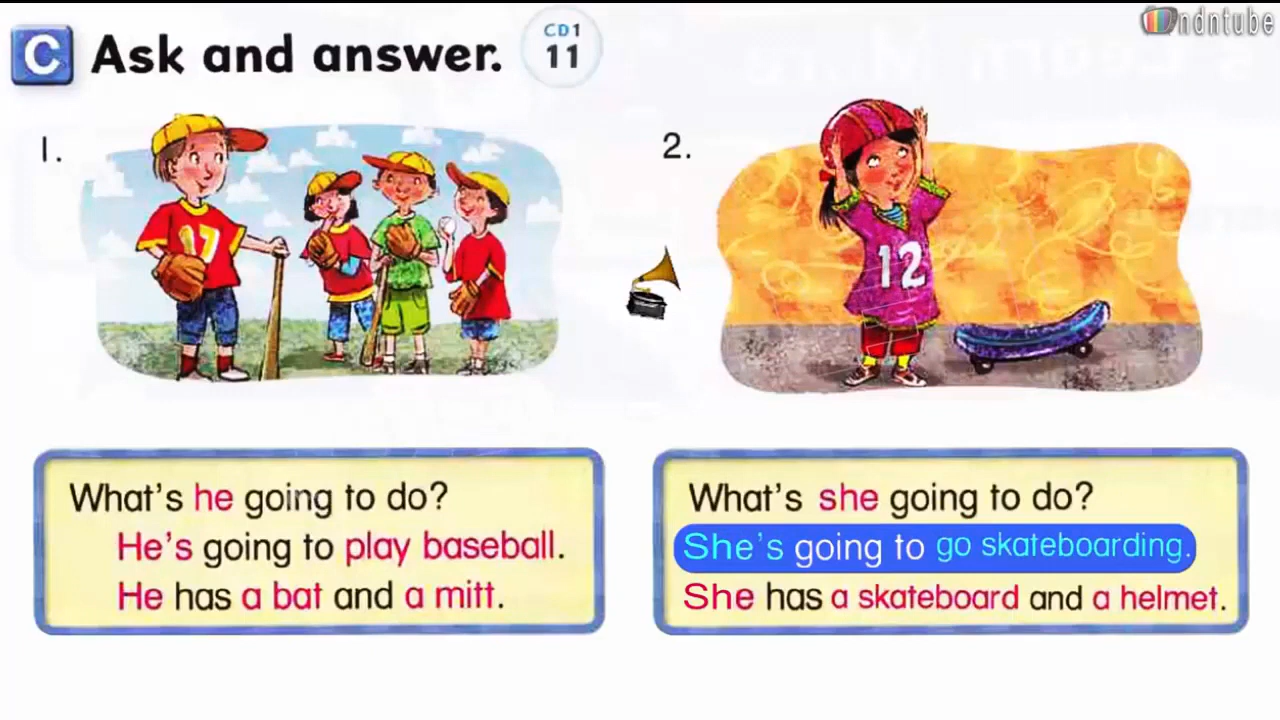 ndntube
C Ask and answer. CD1 11
1.
2.
17
12
What's he going to do?
He's going to play baseball.
He has a bat and a mitt.
What's she going to do?
She's going to go skateboarding.
She has a skateboard and a helmet.